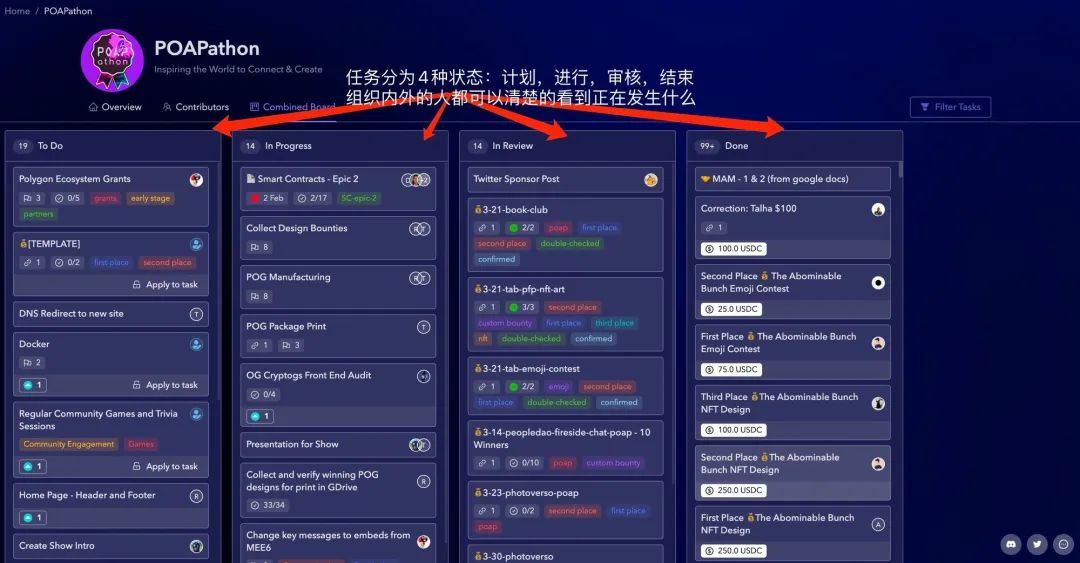 Home / POAPathon
POAP
athon
POAPathon
Inspiring the World to Connect & Create
任务分为4种状态：计划，进行，审核，结束
组织内外的人都可以清楚的看到正在发生什么
Overview
Contributors
Combined Board
Filter Tasks
19 To Do
Polygon Ecosystem Grants
3 0/5 grants early stage
partners
[TEMPLATE]
1 0/2 first place second place
Apply to task
DNS Redirect to new site
T
Docker
2
1 Apply to task
Regular Community Games and Trivia
Sessions
Community Engagement Games
1 Apply to task
Home Page - Header and Footer
R
1
Create Show Intro
14 In Progress
Smart Contracts - Epic 2
2 Feb 2/17 SC-epic-2
Collect Design Bounties
8
POG Manufacturing
8
POG Package Print
T
1 3
OG Cryptogs Front End Audit
0/4
1
Presentation for Show
Collect and verify winning POG
designs for print in GDrive
R
33/34
Change key messages to embeds from
MEE6
14 In Review
Twitter Sponsor Post
3-21-book-club
1 2/2 poap first place
second place double-checked
confirmed
3-21-tab-pfp-nft-art
1 3/3 second place
custom bounty first place third place
nft double-checked confirmed
3-21-tab-emoji-contest
1 2/2 emoji second place
first place double-checked confirmed
3-14-peopledao-fireside-chat-poap - 10
Winners
1 0/10 poap custom bounty
3-23-photoverso-poap
1 0/2 second place first place
poap
3-30-photoverso
99+ Done
MAM - 1 & 2 (from google docs)
Correction: Talha $100
1
100.0 USDC
Second Place The Abominable
Bunch Emoji Contest
25.0 USDC
First Place The Abominable Bunch
Emoji Contest
75.0 USDC
Third Place The Abominable Bunch
NFT Design
100.0 USDC
Second Place The Abominable
Bunch NFT Design
250.0 USDC
First Place The Abominable Bunch
NFT Design
A
250.0 USDC